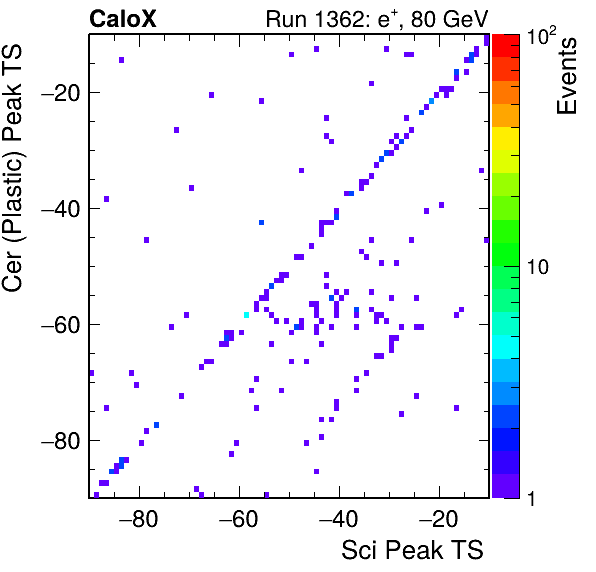 CaloX Run 1362: e⁺, 80 GeV
Cer (Plastic) Peak TS
Events
10²
10
1
−20
−40
−60
−80
−80 −60 −40 −20
Sci Peak TS